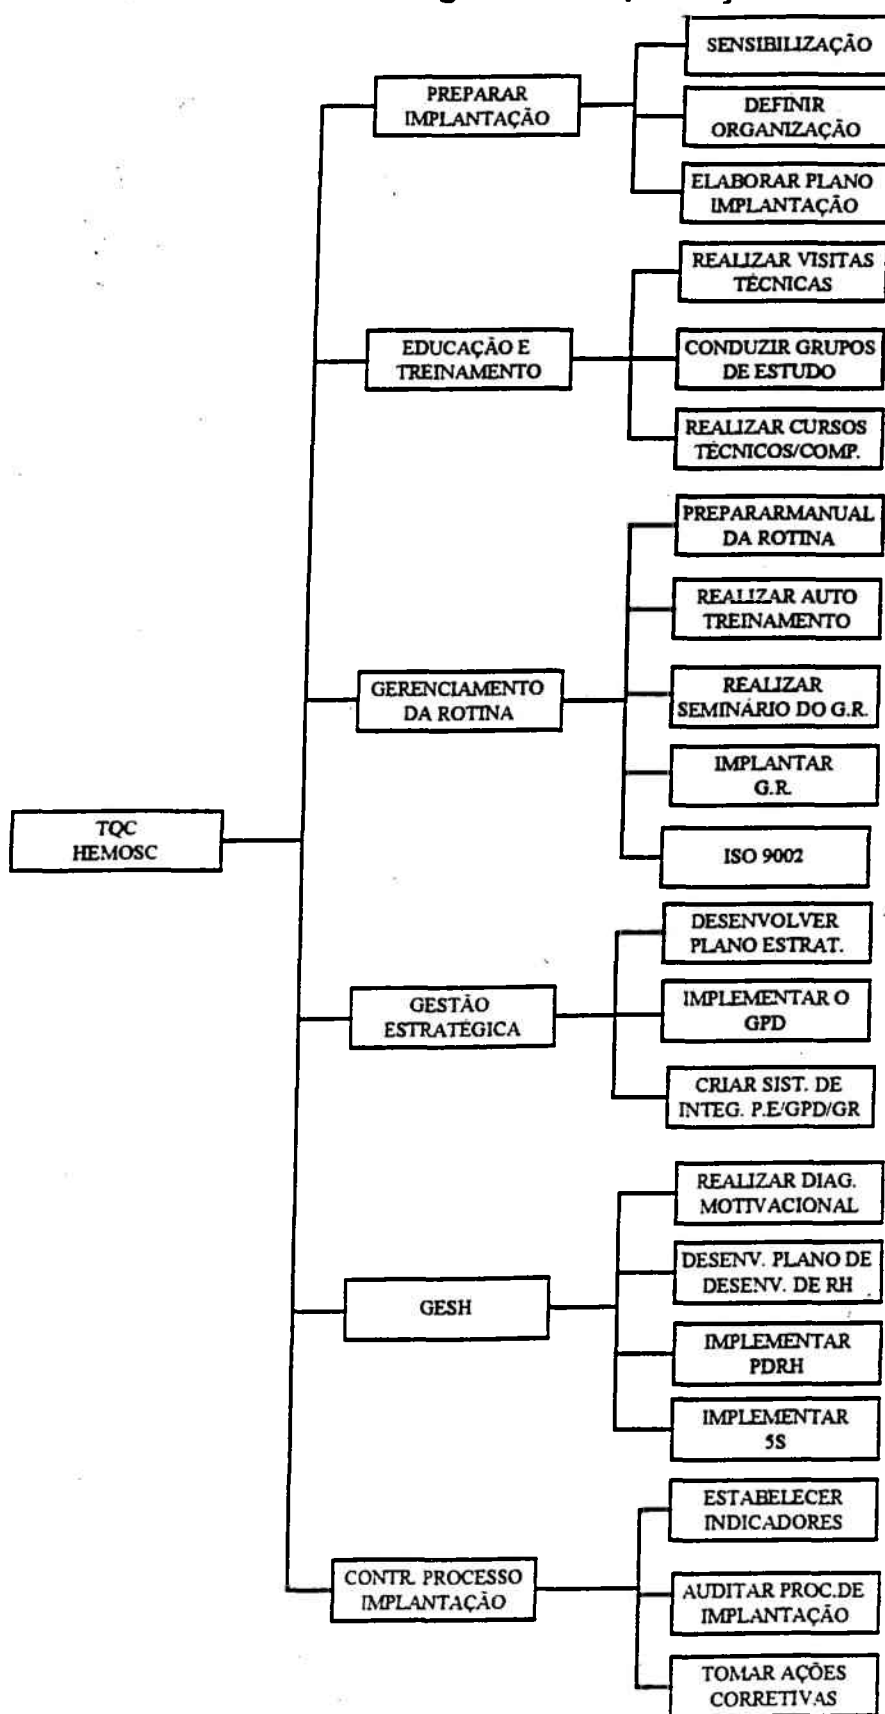 SENSIBILIZAÇÃO
PREPARAR
IMPLANTAÇÃO
DEFINIR
ORGANIZAÇÃO
ELABORAR PLANO
IMPLANTAÇÃO
REALIZAR VISITAS
TÉCNICAS
EDUCAÇÃO E
TREINAMENTO
CONDUZIR GRUPOS
DE ESTUDO
REALIZAR CURSOS
TÉCNICOS/COMP.
PREPARARMANUAL
DA ROTINA
REALIZAR AUTO
TREINAMENTO
GERENCIAMENTO
DA ROTINA
REALIZAR
SEMINÁRIO DO G.R.
IMPLANTAR
G.R.
TQC
HEMOSC
ISO 9002
DESENVOLVER
PLANO ESTRAT.
GESTÃO
ESTRATÉGICA
IMPLEMENTAR O
GPD
CRIAR SIST. DE
INTEG. P.E/GPD/GR
REALIZAR DIAG.
MOTIVACIONAL
DESENV. PLANO DE
DESENV. DE RH
GESH
IMPLEMENTAR
PDRH
IMPLEMENTAR
5S
ESTABELECER
INDICADORES
CONTR. PROCESSO
IMPLANTAÇÃO
AUDITAR PROC.DE
IMPLANTAÇÃO
TOMAR AÇÕES
CORRETIVAS